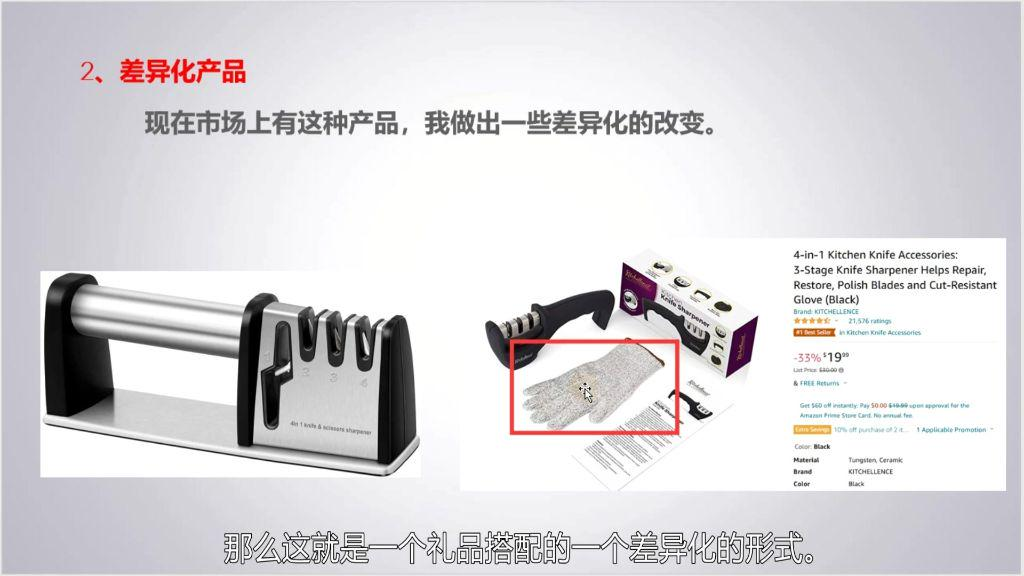 2、差异化产品
现在市场上有这种产品，我做出一些差异化的改变。
2 3 4
4in 1 knife & scissors sharpener
Knife Sharpener
4-in-1 Kitchen Knife Accessories:
3-Stage Knife Sharpener Helps Repair,
Restore, Polish Blades and Cut-Resistant
Glove (Black)
Brand: KITCHELLENCE
21,576 ratings
#1 Best Seller in Kitchen Knife Accessories
-33% $19 99
List Price: $30.00
& FREE Returns
Get $60 off instantly: Pay $0.00 $19.99 upon approval for the
Amazon Prime Store Card. No annual fee.
Extra Savings 10% off purchase of 2 it... 1 Applicable Promotion
Color: Black
Material Tungsten, Ceramic
Brand KITCHELLENCE
Color Black
那么这就是一个礼品搭配的一个差异化的形式。